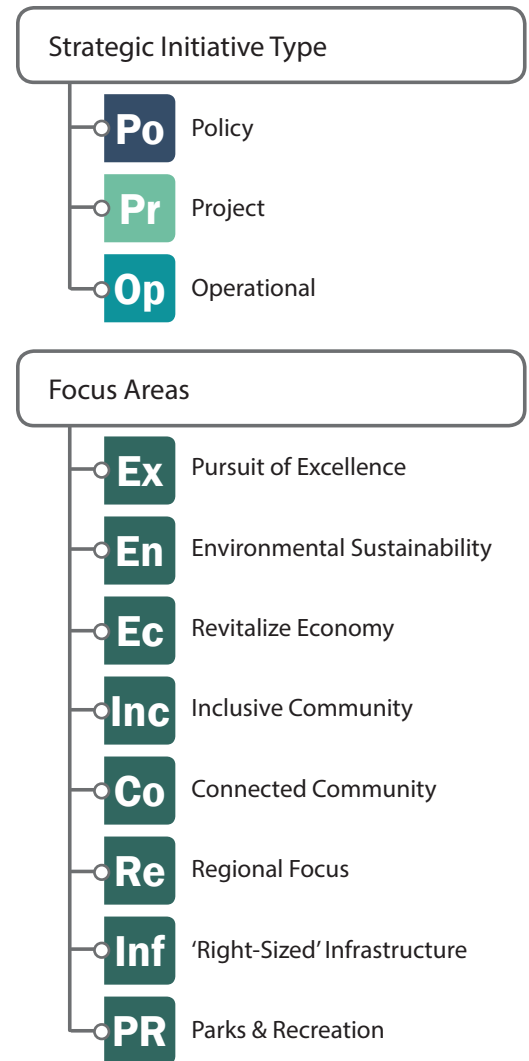 Strategic Initiative Type
Po Policy
Pr Project
Op Operational
Focus Areas
Ex Pursuit of Excellence
En Environmental Sustainability
Ec Revitalize Economy
Inc Inclusive Community
Co Connected Community
Re Regional Focus
Inf ‘Right-Sized’ Infrastructure
PR Parks & Recreation